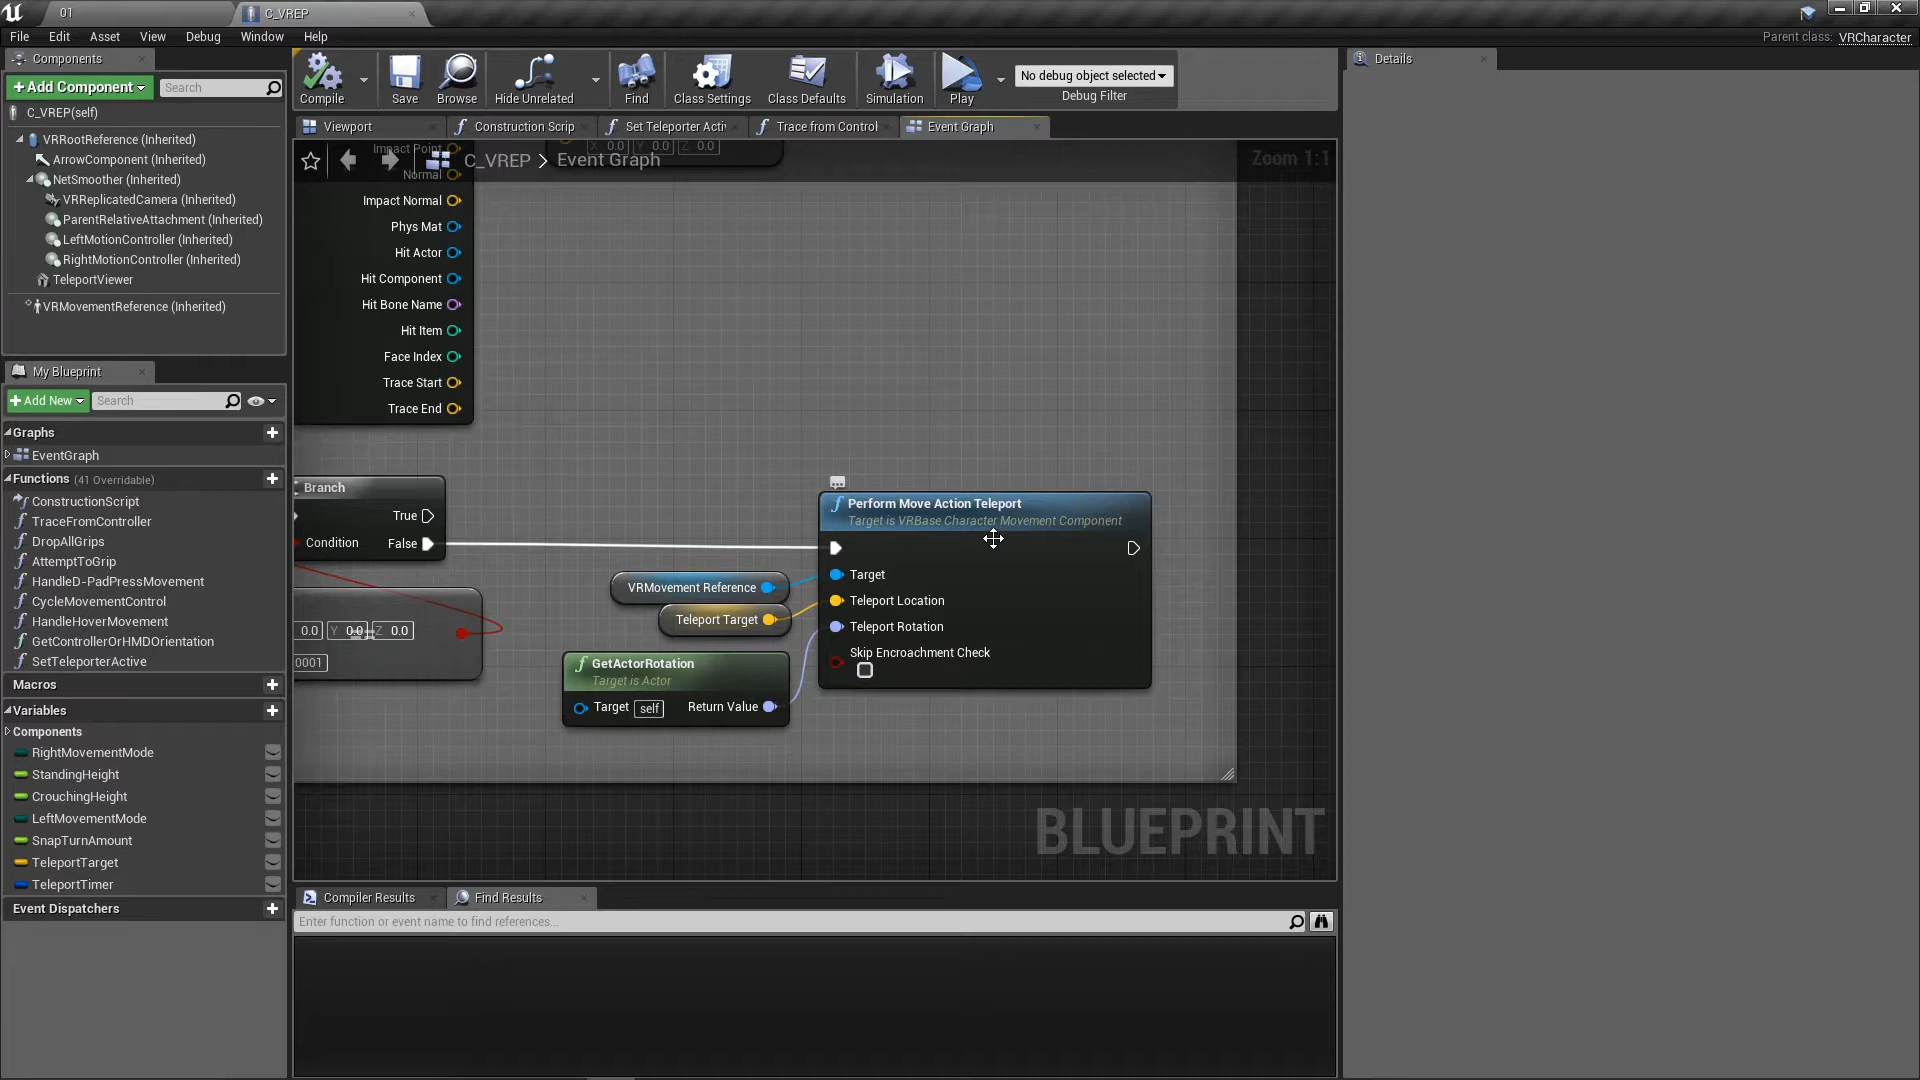 01
C_VREP
File Edit Asset View Debug Window Help
Parent class: VRCharacter
Components
+Add Component
Search
C_VREP(self)
VRRootReference (Inherited)
ArrowComponent (Inherited)
NetSmoother (Inherited)
VRReplicatedCamera (Inherited)
ParentRelativeAttachment (Inherited)
LeftMotionController (Inherited)
RightMotionController (Inherited)
TeleportViewer
VRMovementReference (Inherited)
My Blueprint
+Add New
Search
Graphs
EventGraph
Functions (41 Overridable)
ConstructionScript
TraceFromController
DropAllGrips
AttemptToGrip
HandleD-PadPressMovement
CycleMovementControl
HandleHoverMovement
GetControllerOrHMDOrientation
SetTeleporterActive
Macros
Variables
Components
RightMovementMode
StandingHeight
CrouchingHeight
LeftMovementMode
SnapTurnAmount
TeleportTarget
TeleportTimer
Event Dispatchers
Compile
Save
Browse
Hide Unrelated
Find
Class Settings
Class Defaults
Simulation
Play
No debug object selected
Debug Filter
Viewport
Construction Scrip
Set Teleporter Acti
Trace from Control
Event Graph
C_VREP > Event Graph
Zoom 1:1
X 0.0 Y 0.0 Z 0.0
Impact Point
Normal
Impact Normal
Phys Mat
Hit Actor
Hit Component
Hit Bone Name
Hit Item
Face Index
Trace Start
Trace End
Branch
True
Condition False
0.0 Y 0.0 Z 0.0
0001
VRMovement Reference
Teleport Target
GetActorRotation
Target is Actor
Target self Return Value
Perform Move Action Teleport
Target is VRBase Character Movement Component
Target
Teleport Location
Teleport Rotation
Skip Encroachment Check
BLUEPRINT
Compiler Results
Find Results
Enter function or event name to find references...
Details